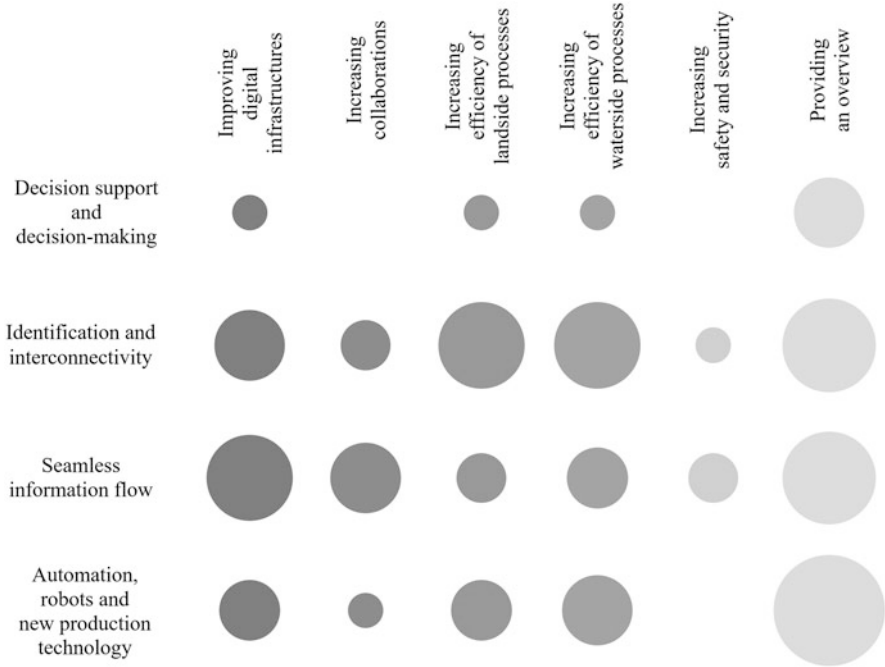 Improving
digital
infrastructures
Increasing
collaborations
Increasing
efficiency of
landside processes
Increasing
efficiency of
waterside processes
Increasing
safety and security
Providing
an overview
Decision support
and
decision-making
Identification and
interconnectivity
Seamless
information flow
Automation,
robots and
new production
technology